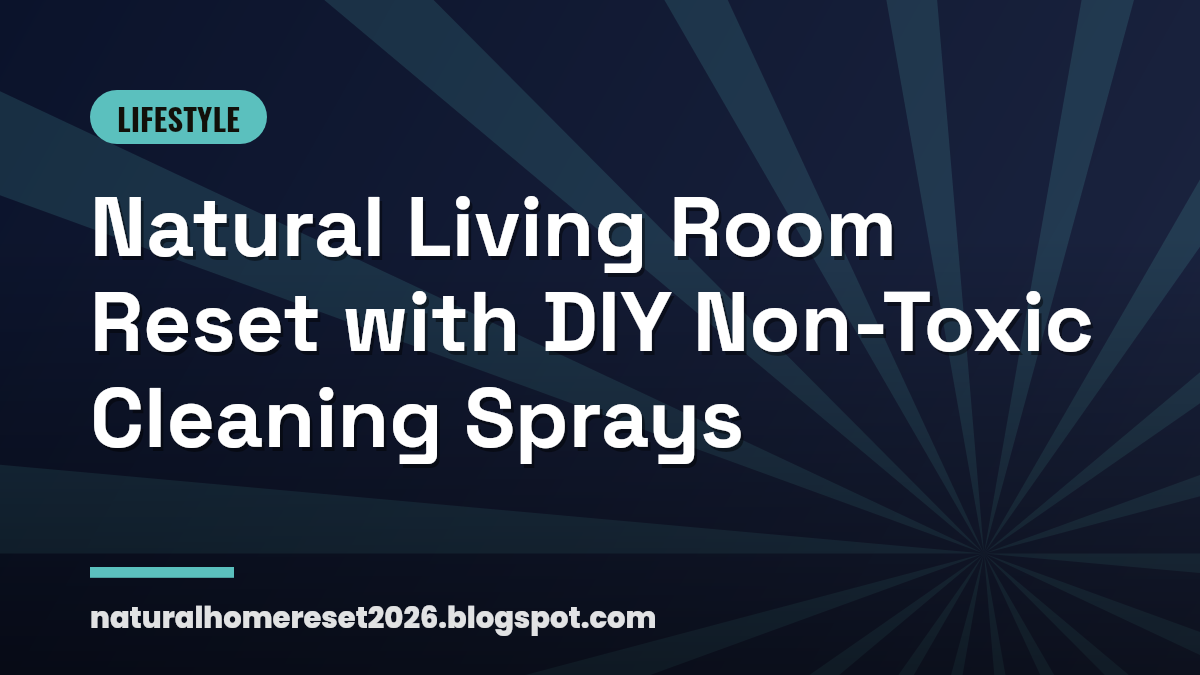 LIFESTYLE
Natural Living Room
Reset with DIY Non-Toxic
Cleaning Sprays
naturalhomereset2026.blogspot.com